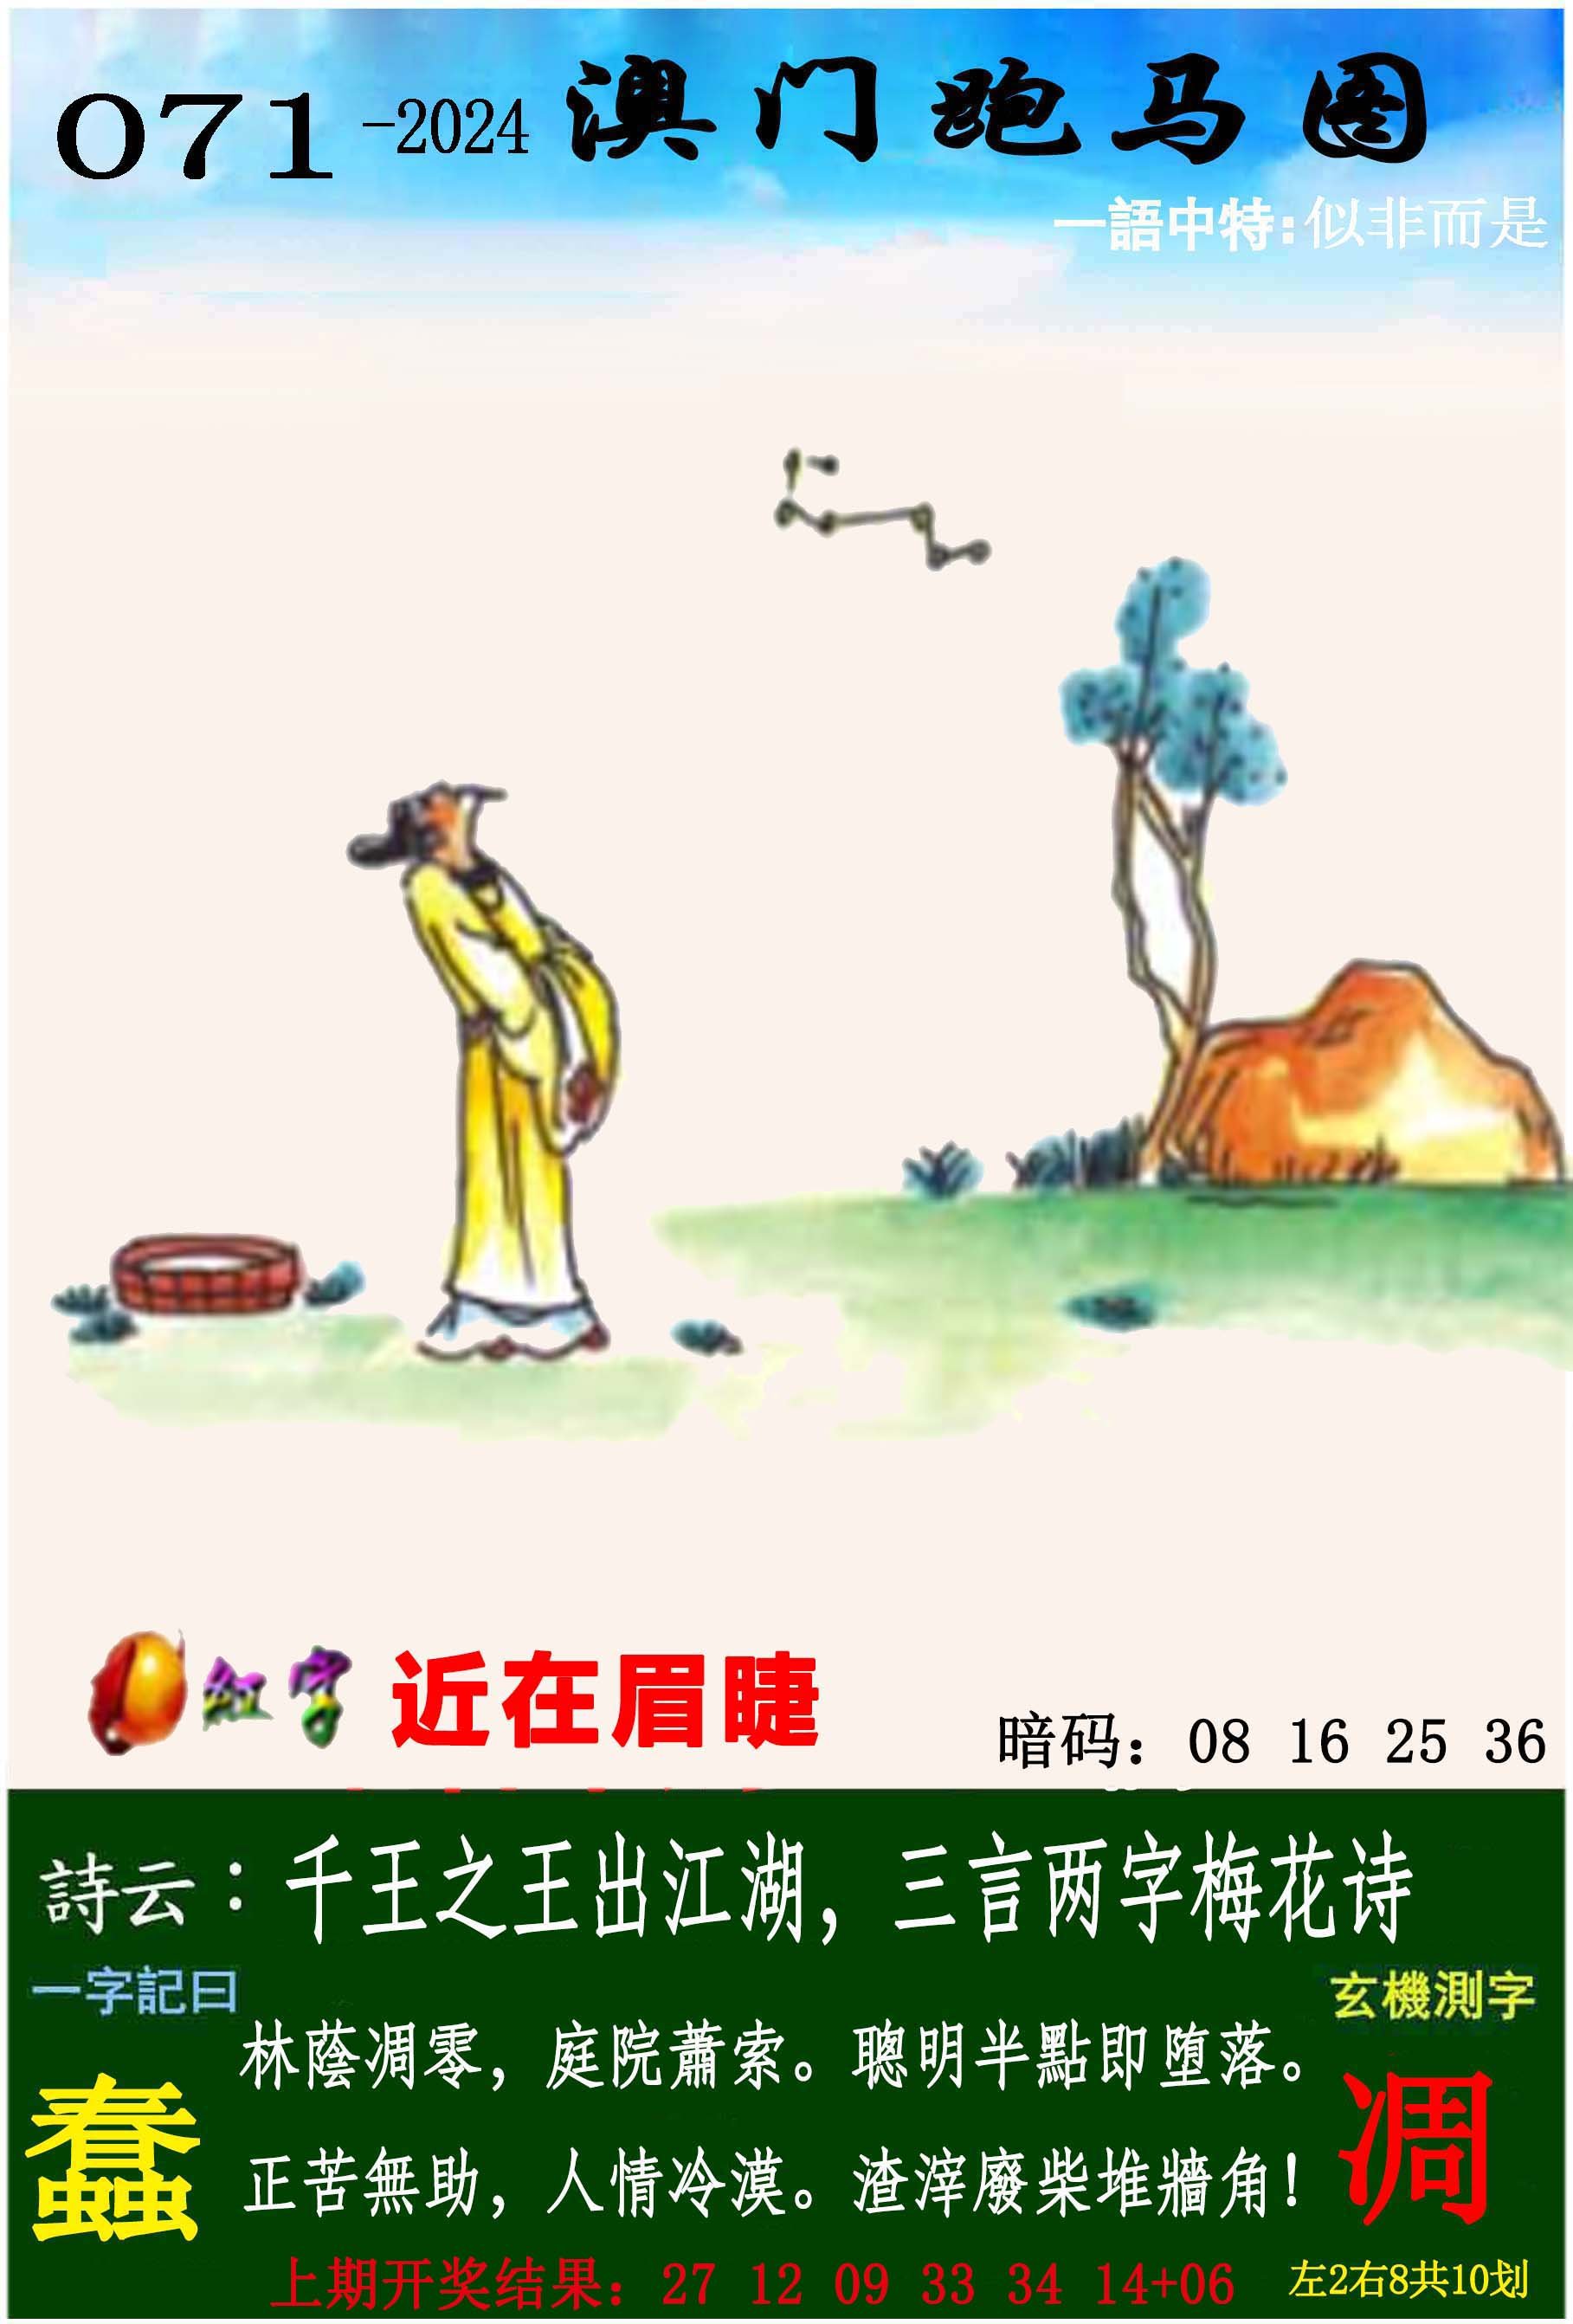 071-2024 澳门跑马图
一語中特:似非而是
红字 近在眉睫
暗码：08 16 25 36
詩云：千王之王出江湖，三言两字梅花诗
一字記曰
玄機測字
林蔭凋零，庭院蕭索。聰明半點即堕落。
蠢
凋
正苦無助，人情冷漠。渣滓廢柴堆牆角！
上期开奖结果：27 12 09 33 34 14+06
左2右8共10划